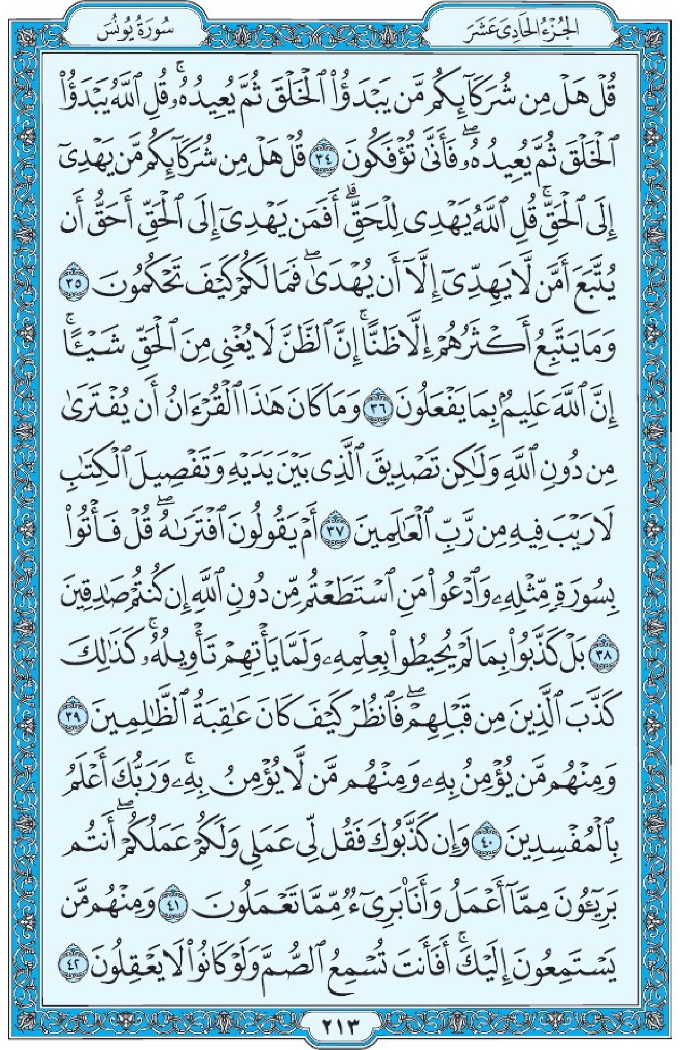 الجُزْءُ الحَادِى عَشَرَ
سُورَةُ يُونُسَ
قُلْ هَلْ مِن شُرَكَآئِكُم مَّن يَبْدَؤُا۟ ٱلْخَلْقَ ثُمَّ يُعِيدُهُۥ ۚ قُلِ ٱللَّهُ يَبْدَؤُا۟
ٱلْخَلْقَ ثُمَّ يُعِيدُهُۥ ۖ فَأَنَّىٰ تُؤْفَكُونَ ٣٤ قُلْ هَلْ مِن شُرَكَآئِكُم مَّن يَهْدِىٓ
إِلَى ٱلْحَقِّ ۚ قُلِ ٱللَّهُ يَهْدِى لِلْحَقِّ ۗ أَفَمَن يَهْدِىٓ إِلَى ٱلْحَقِّ أَحَقُّ أَن
يُتَّبَعَ أَمَّن لَّا يَهِدِّىٓ إِلَّآ أَن يُهْدَىٰ ۖ فَمَا لَكُمْ كَيْفَ تَحْكُمُونَ ٣٥
وَمَا يَتَّبِعُ أَكْثَرُهُمْ إِلَّا ظَنًّا ۚ إِنَّ ٱلظَّنَّ لَا يُغْنِى مِنَ ٱلْحَقِّ شَيْـًٔا ۚ
إِنَّ ٱللَّهَ عَلِيمٌۢ بِمَا يَفْعَلُونَ ٣٦ وَمَا كَانَ هَٰذَا ٱلْقُرْءَانُ أَن يُفْتَرَىٰ
مِن دُونِ ٱللَّهِ وَلَٰكِن تَصْدِيقَ ٱلَّذِى بَيْنَ يَدَيْهِ وَتَفْصِيلَ ٱلْكِتَٰبِ
لَا رَيْبَ فِيهِ مِن رَّبِّ ٱلْعَٰلَمِينَ ٣٧ أَمْ يَقُولُونَ ٱفْتَرَىٰهُ ۖ قُلْ فَأْتُوا۟
بِسُورَةٍ مِّثْلِهِۦ وَٱدْعُوا۟ مَنِ ٱسْتَطَعْتُم مِّن دُونِ ٱللَّهِ إِن كُنتُمْ صَٰدِقِينَ
٣٨ بَلْ كَذَّبُوا۟ بِمَا لَمْ يُحِيطُوا۟ بِعِلْمِهِۦ وَلَمَّا يَأْتِهِمْ تَأْوِيلُهُۥ ۚ كَذَٰلِكَ
كَذَّبَ ٱلَّذِينَ مِن قَبْلِهِمْ ۖ فَٱنظُرْ كَيْفَ كَانَ عَٰقِبَةُ ٱلظَّٰلِمِينَ ٣٩
وَمِنْهُم مَّن يُؤْمِنُ بِهِۦ وَمِنْهُم مَّن لَّا يُؤْمِنُ بِهِۦ ۚ وَرَبُّكَ أَعْلَمُ
بِٱلْمُفْسِدِينَ ٤٠ وَإِن كَذَّبُوكَ فَقُل لِّى عَمَلِى وَلَكُمْ عَمَلُكُمْ ۖ أَنتُم
بَرِيٓـُٔونَ مِمَّآ أَعْمَلُ وَأَنَا۠ بَرِىٓءٌ مِّمَّا تَعْمَلُونَ ٤١ وَمِنْهُم مَّن
يَسْتَمِعُونَ إِلَيْكَ ۚ أَفَأَنتَ تُسْمِعُ ٱلصُّمَّ وَلَوْ كَانُوا۟ لَا يَعْقِلُونَ ٤٢
٢١٣